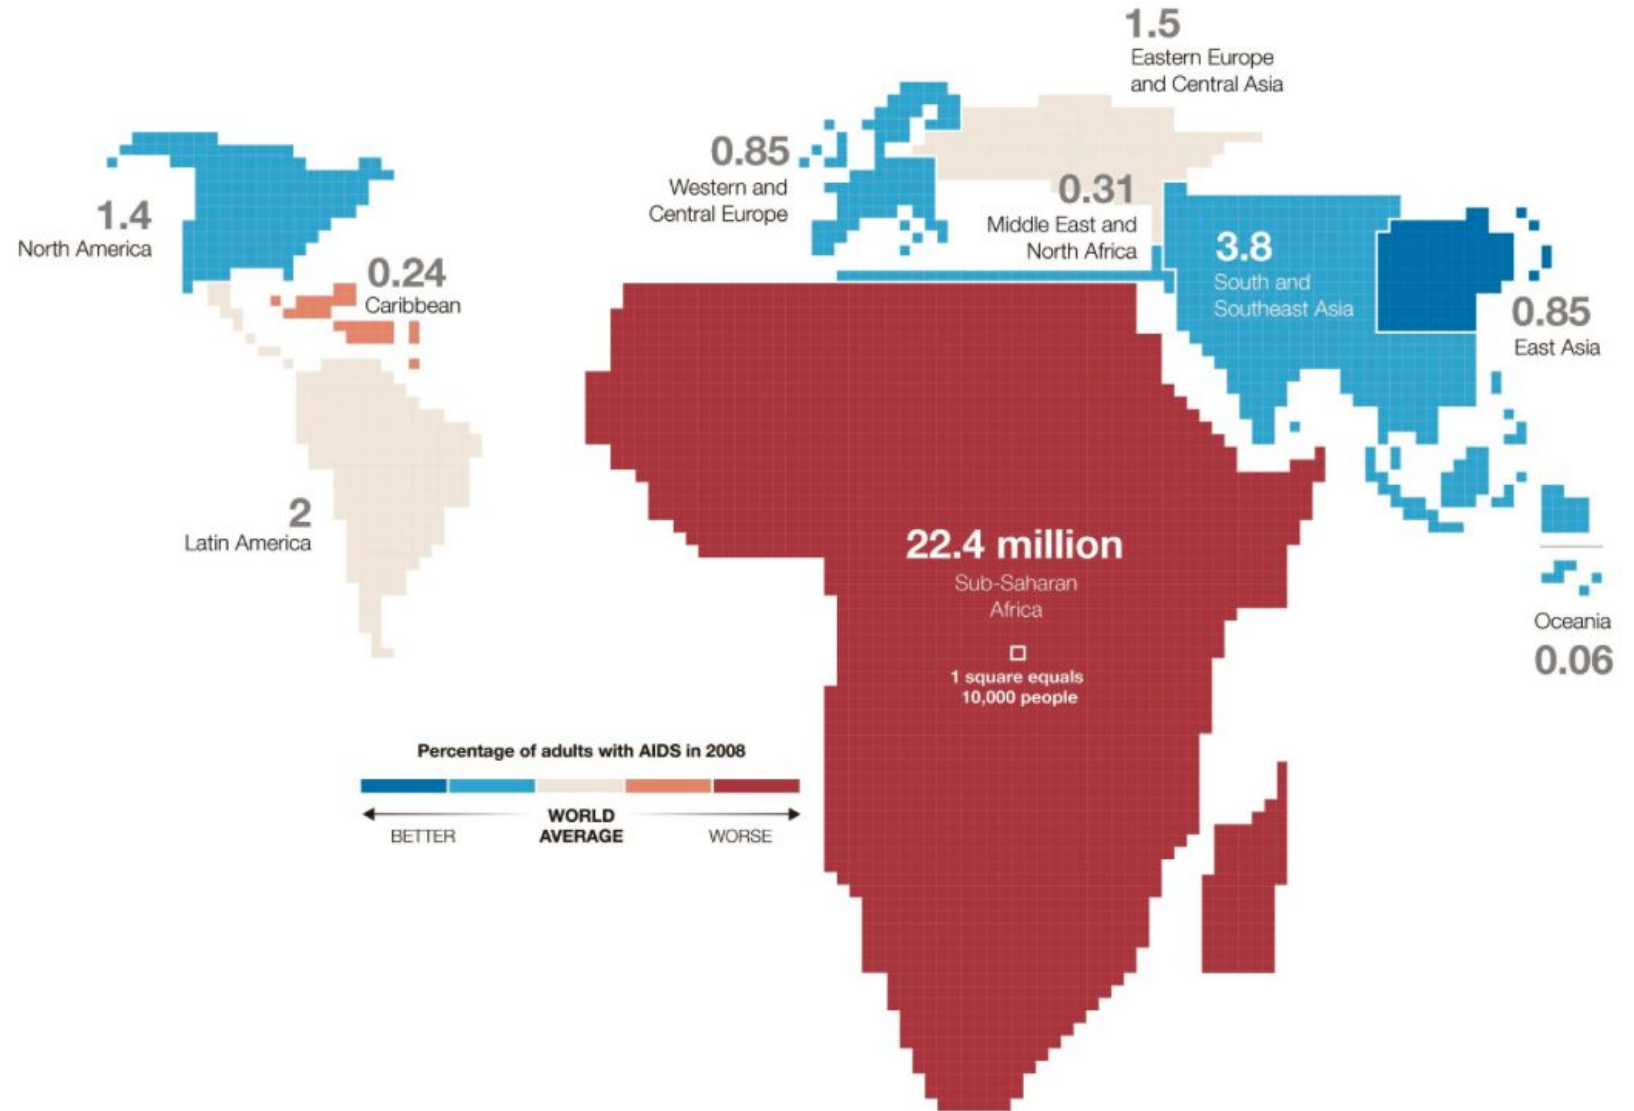 1.5
Eastern Europe
and Central Asia
0.85
Western and
Central Europe
0.31
Middle East and
North Africa
1.4
North America
0.24
Caribbean
3.8
South and
Southeast Asia
0.85
East Asia
2
Latin America
22.4 million
Sub-Saharan
Africa
1 square equals
10,000 people
Oceania
0.06
Percentage of adults with AIDS in 2008
WORLD
AVERAGE
BETTER
WORSE